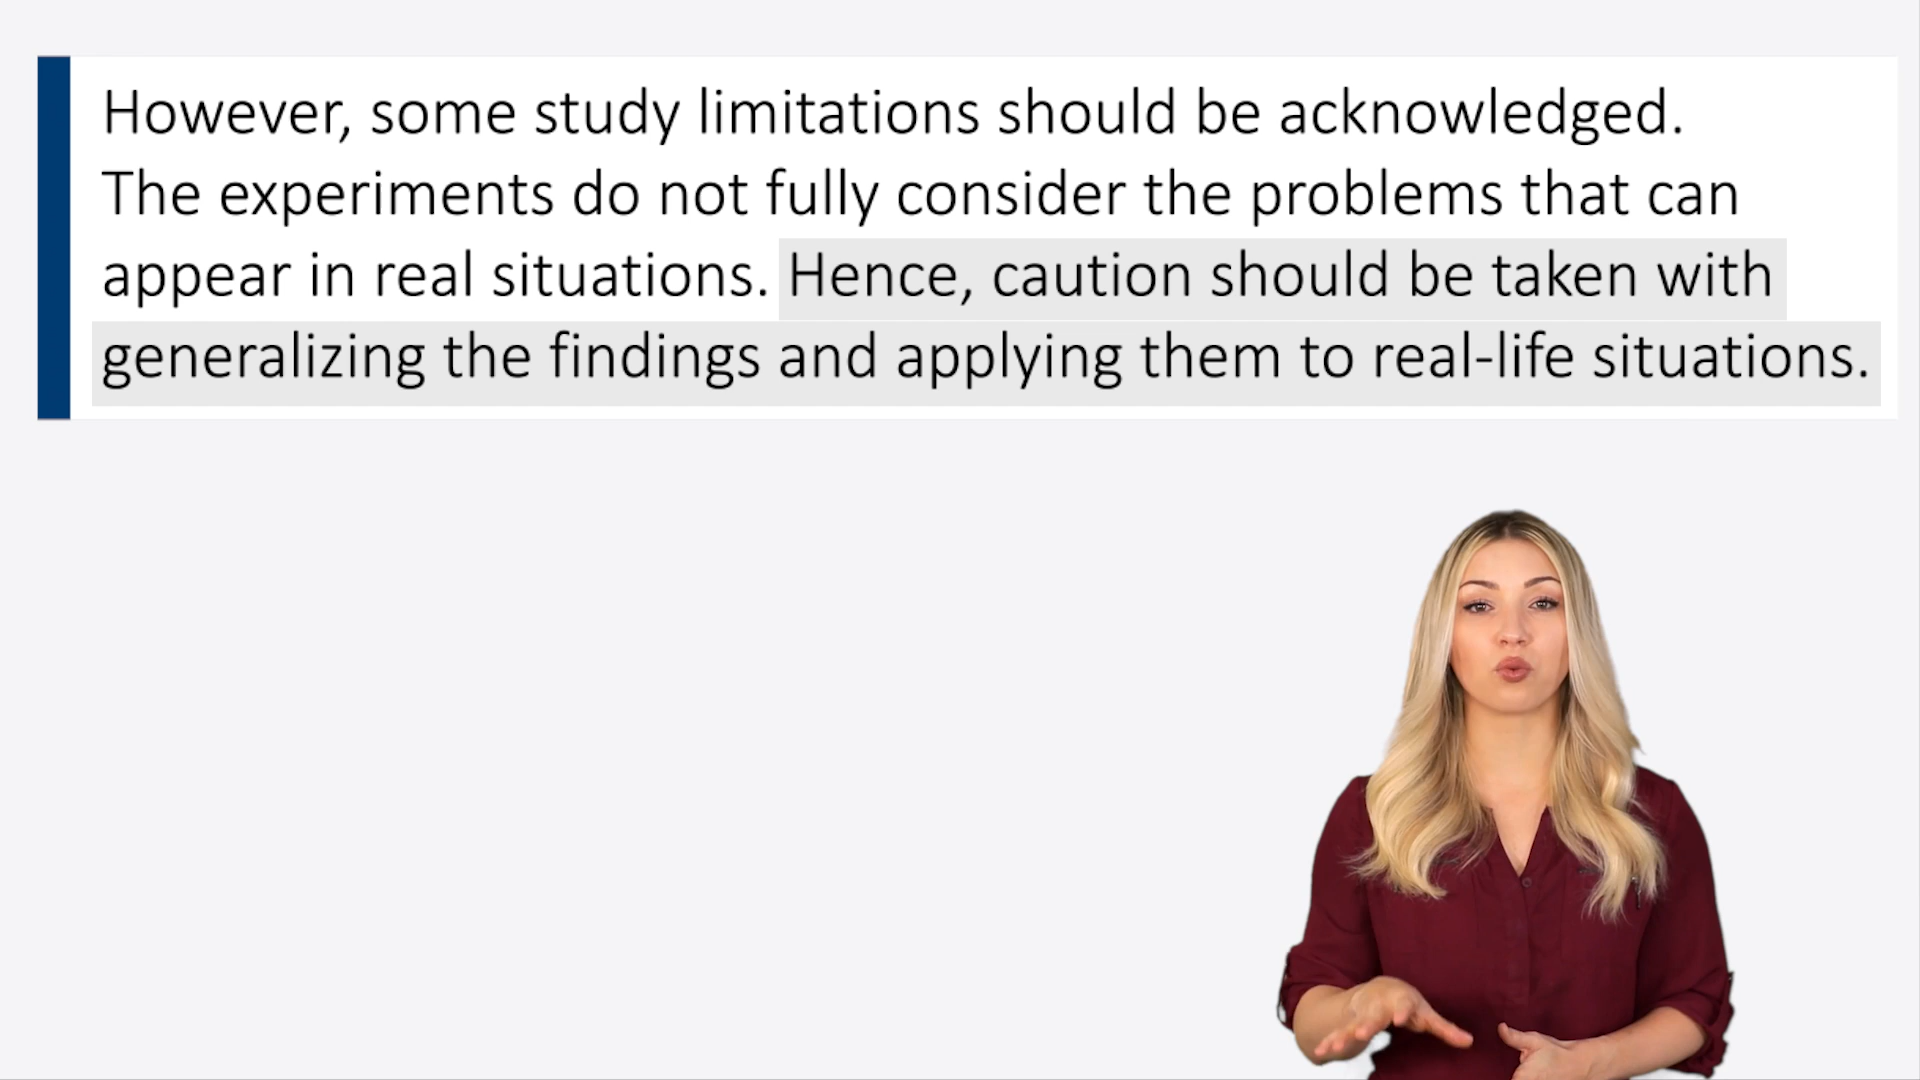 However, some study limitations should be acknowledged.
The experiments do not fully consider the problems that can
appear in real situations. Hence, caution should be taken with
generalizing the findings and applying them to real-life situations.